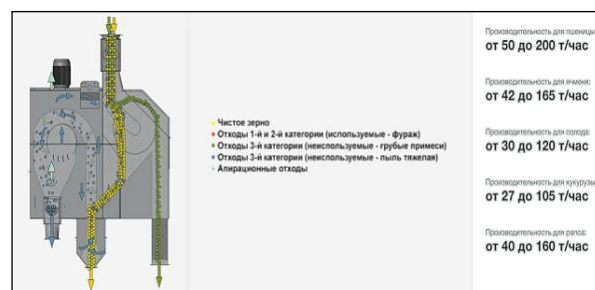 Чистое зерно
Отходы 1-й и 2-й категории (используемые - фураж)
Отходы 3-й категории (неиспользуемые - грубые примеси)
Отходы 3-й категории (неиспользуемые - пыль тяжелая)
Апирационные отходы
Производительность для пшеницы:
от 50 до 200 т/час
Производительность для ячменя:
от 42 до 165 т/час
Производительность для солода:
от 30 до 120 т/час
Производительность для кукурузы:
от 27 до 105 т/час
Производительность для рапса:
от 40 до 160 т/час